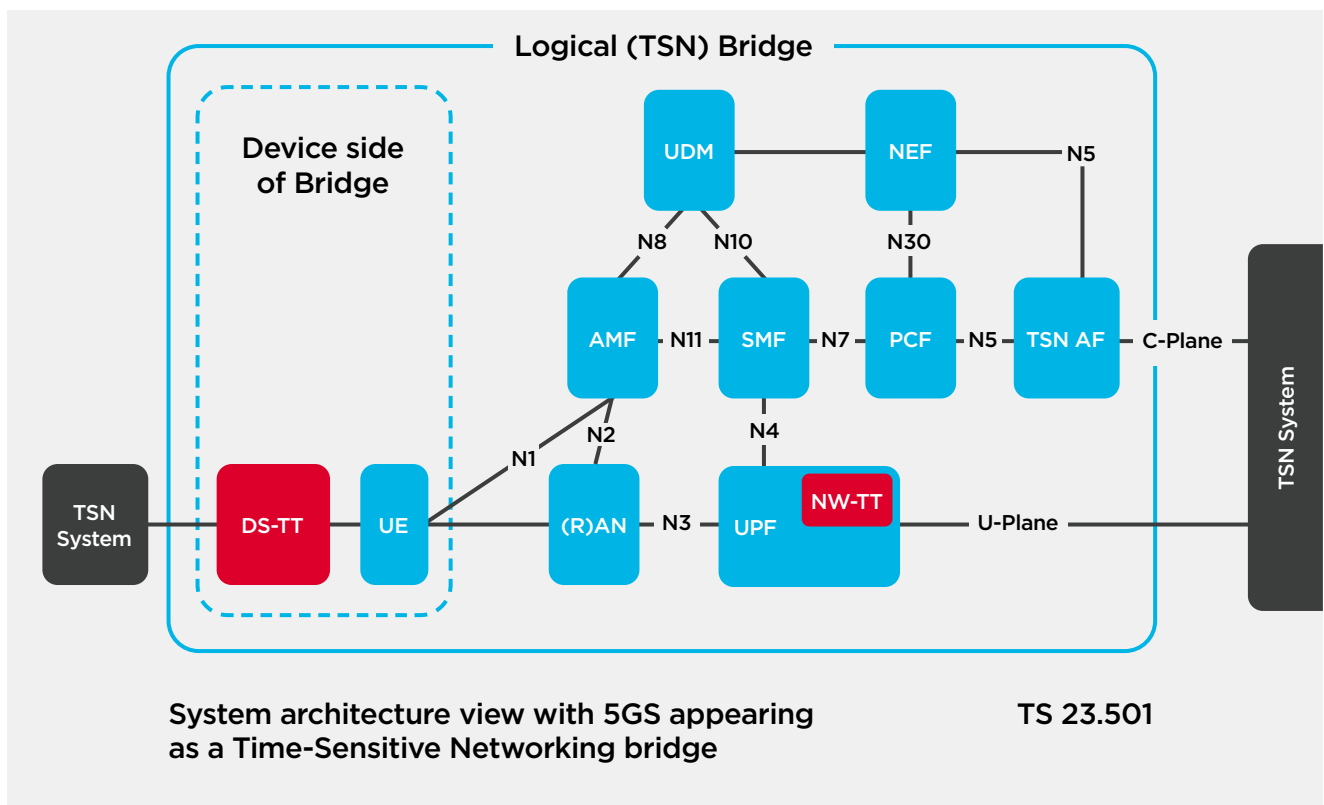 Logical (TSN) Bridge
Device side
of Bridge
UDM
NEF
N5
N8
N10
N30
AMF
N11
SMF
N7
PCF
N5
TSN AF
C-Plane
TSN System
N1
N2
N4
TSN
System
DS-TT
UE
(R)AN
N3
UPF
NW-TT
U-Plane
System architecture view with 5GS appearing
as a Time-Sensitive Networking bridge
TS 23.501